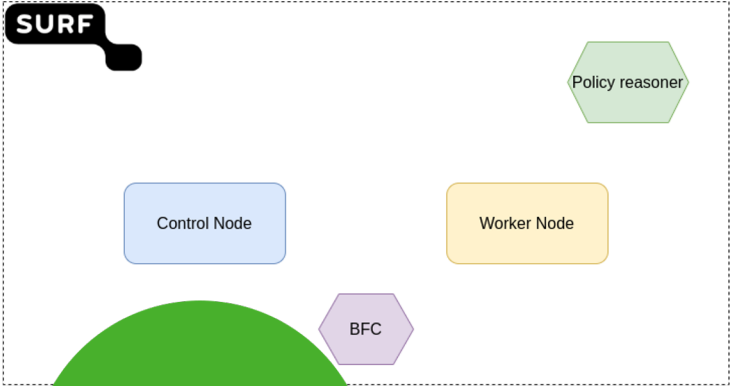 SURF
Policy reasoner
Control Node
Worker Node
BFC